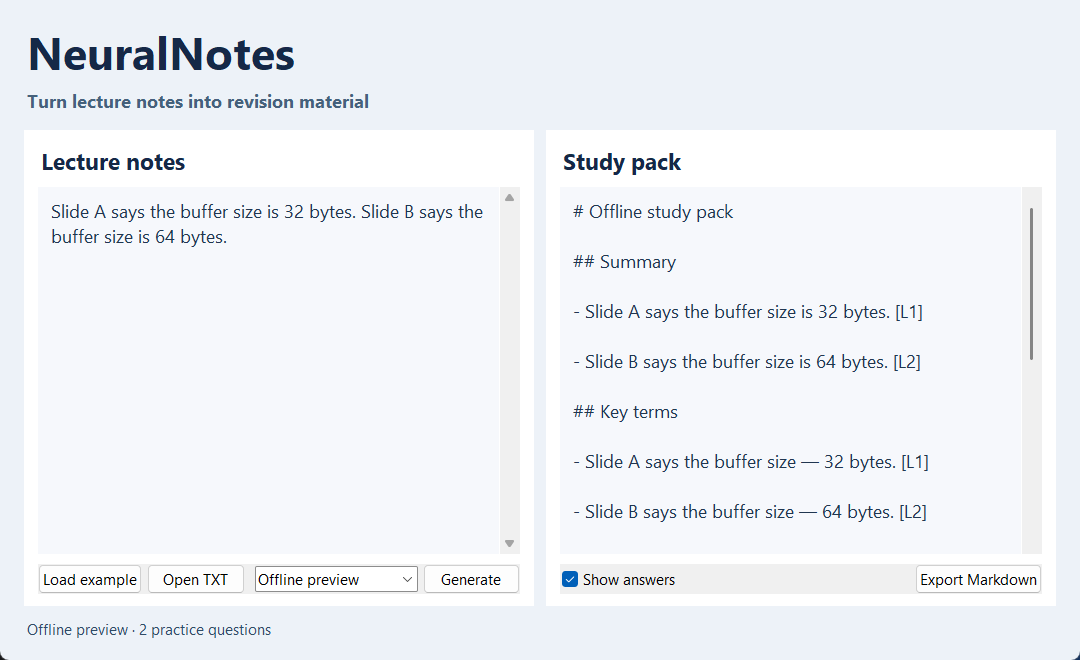 NeuralNotes
Turn lecture notes into revision material
Lecture notes
Slide A says the buffer size is 32 bytes. Slide B says the
buffer size is 64 bytes.
Load example
Open TXT
Offline preview
Generate
Study pack
# Offline study pack
## Summary
- Slide A says the buffer size is 32 bytes. [L1]
- Slide B says the buffer size is 64 bytes. [L2]
## Key terms
- Slide A says the buffer size — 32 bytes. [L1]
- Slide B says the buffer size — 64 bytes. [L2]
Show answers
Export Markdown
Offline preview · 2 practice questions